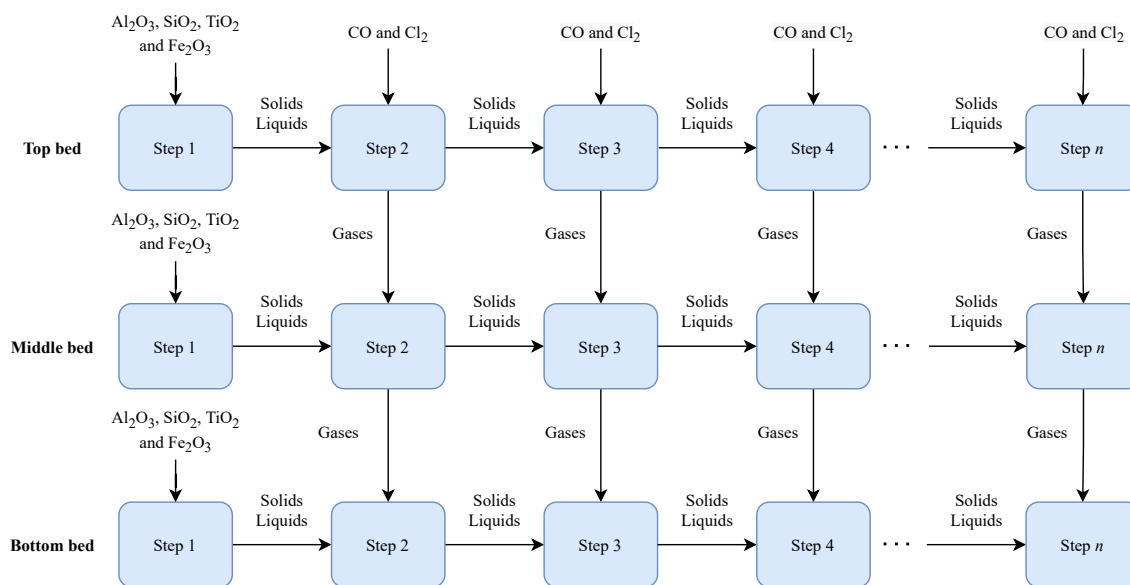 Al₂O₃, SiO₂, TiO₂
and Fe₂O₃
CO and Cl₂
CO and Cl₂
CO and Cl₂
CO and Cl₂
Solids
Liquids
Solids
Liquids
Solids
Liquids
Solids
Liquids
Top bed
Step 1
Step 2
Step 3
Step 4
· · ·
Step n
Al₂O₃, SiO₂, TiO₂
and Fe₂O₃
Gases
Gases
Gases
Gases
Solids
Liquids
Solids
Liquids
Solids
Liquids
Solids
Liquids
Middle bed
Step 1
Step 2
Step 3
Step 4
· · ·
Step n
Al₂O₃, SiO₂, TiO₂
and Fe₂O₃
Gases
Gases
Gases
Gases
Solids
Liquids
Solids
Liquids
Solids
Liquids
Solids
Liquids
Bottom bed
Step 1
Step 2
Step 3
Step 4
· · ·
Step n